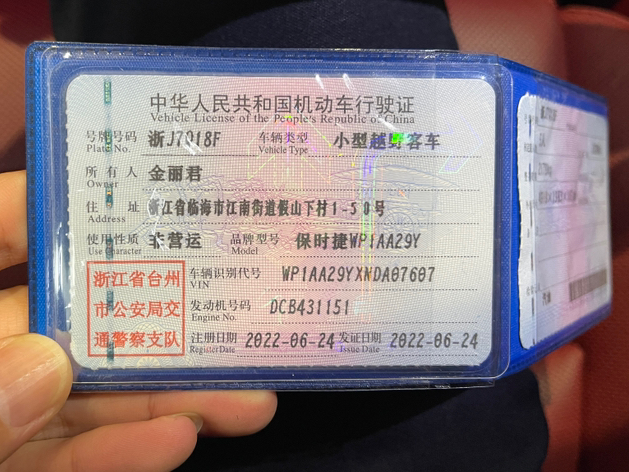 中华人民共和国机动车行驶证
Vehicle License of the People's Republic of China
号牌号码 浙J7018F 车辆类型 小型越野客车
Plate No. Vehicle Type
所有人 金丽君
Owner
住址 浙江省临海市江南街道假山下村1-50号
Address
使用性质 非营运 品牌型号 保时捷WP1AA29Y
Use Character Model
浙江省台州 车辆识别代号 WP1AA29YXNDA07607
VIN
市公安局交 发动机号码 DCB431151
Engine No.
通警察支队 注册日期 2022-06-24 发证日期 2022-06-24
Register Date Issue Date